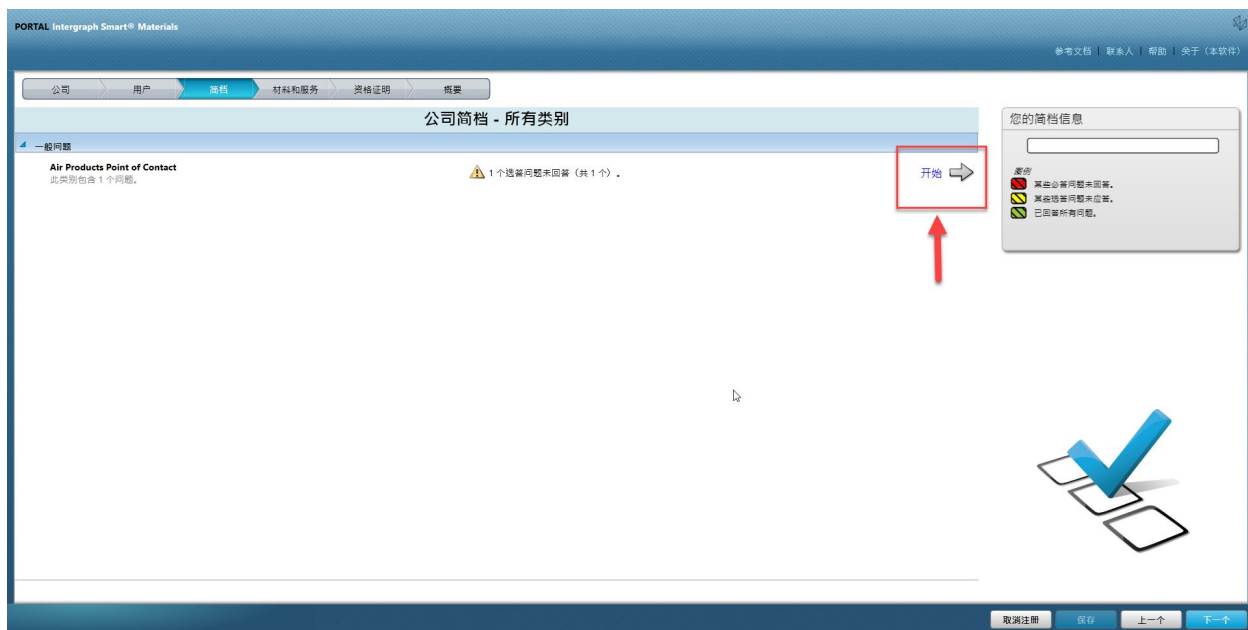 PORTAL Intergraph Smart® Materials
参考文档 | 联系人 | 帮助 | 关于（本软件）
公司 用户 简档 材料和服务 资格证明 概要
公司简档 - 所有类别
一般问题
Air Products Point of Contact
此类别包含 1 个问题。
1 个选答问题未回答（共 1 个）.
开始
您的简档信息
图例
某些必答问题未回答。
某些选答问题未应答。
已回答所有问题。
取消注册 保存 上一个 下一个